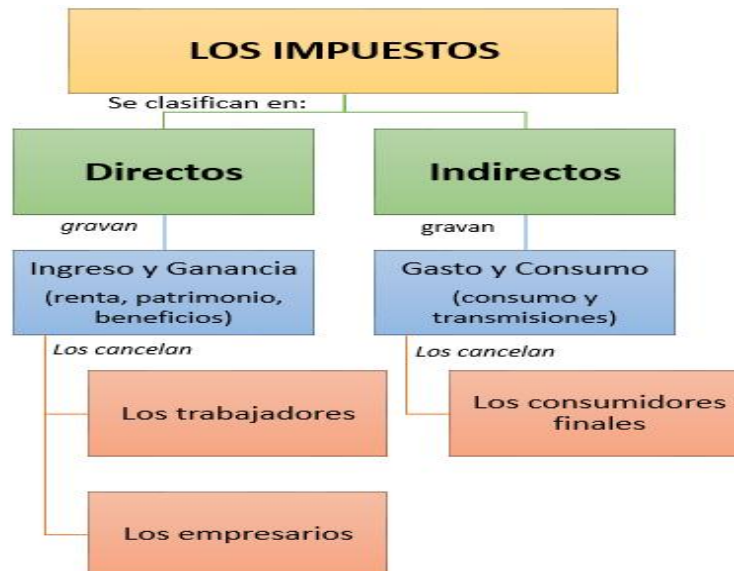 LOS IMPUESTOS
Se clasifican en:
Directos
Indirectos
gravan
gravan
Ingreso y Ganancia
(renta, patrimonio,
beneficios)
Gasto y Consumo
(consumo y
transmisiones)
Los cancelan
Los cancelan
Los trabajadores
Los consumidores
finales
Los empresarios